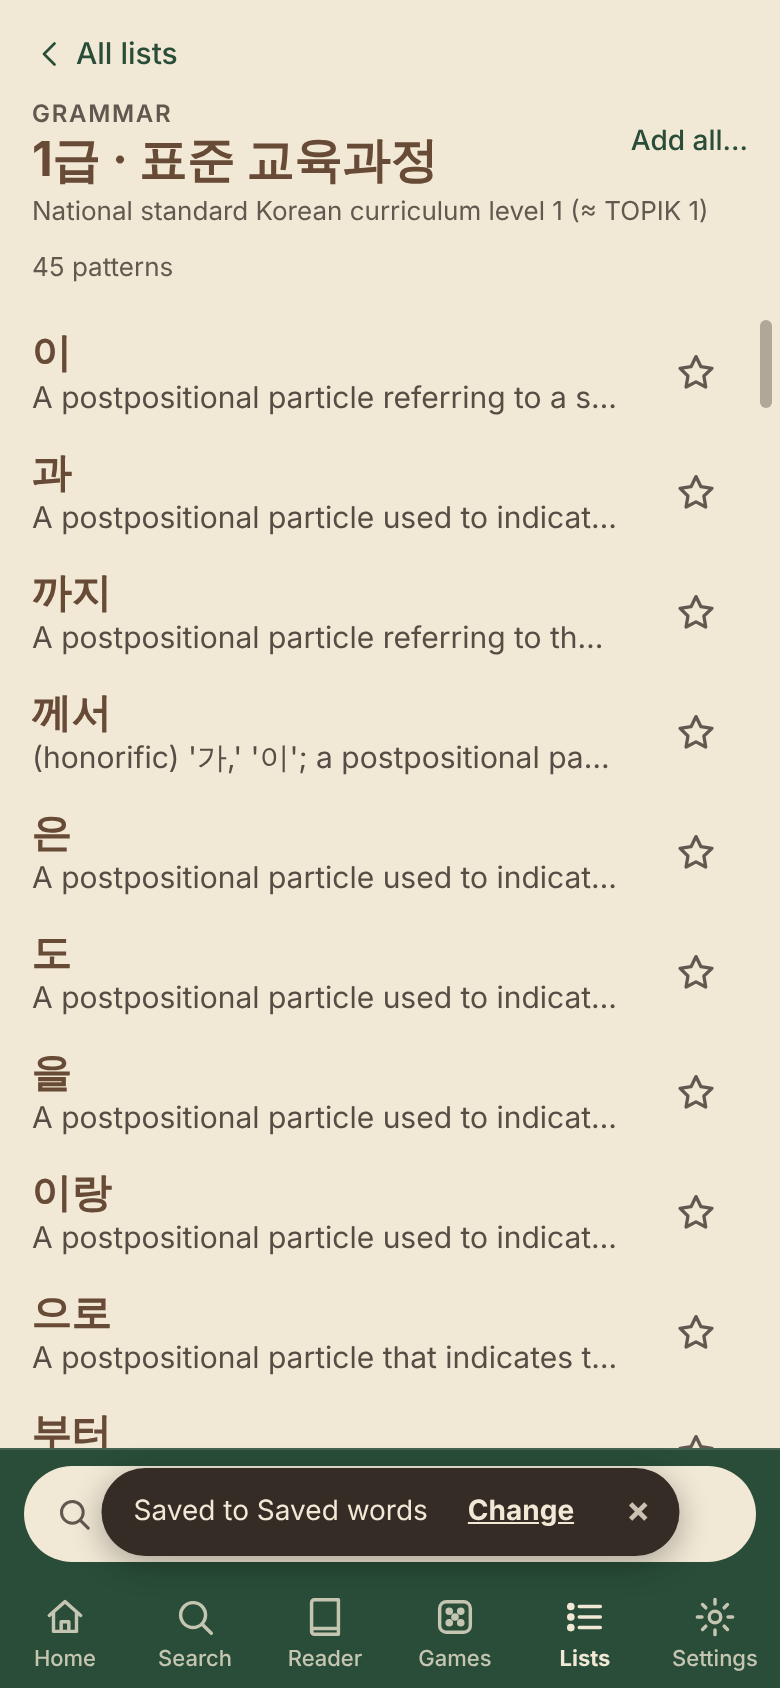 All lists
GRAMMAR
1급 · 표준 교육과정
Add all...
National standard Korean curriculum level 1 (≈ TOPIK 1)
45 patterns
이
A postpositional particle referring to a s...
과
A postpositional particle used to indicat...
까지
A postpositional particle referring to th...
께서
(honorific) '가,' '이'; a postpositional pa...
은
A postpositional particle used to indicat...
도
A postpositional particle used to indicat...
을
A postpositional particle used to indicat...
이랑
A postpositional particle used to indicat...
으로
A postpositional particle that indicates t...
부터
Saved to Saved words Change ×
Home Search Reader Games Lists Settings